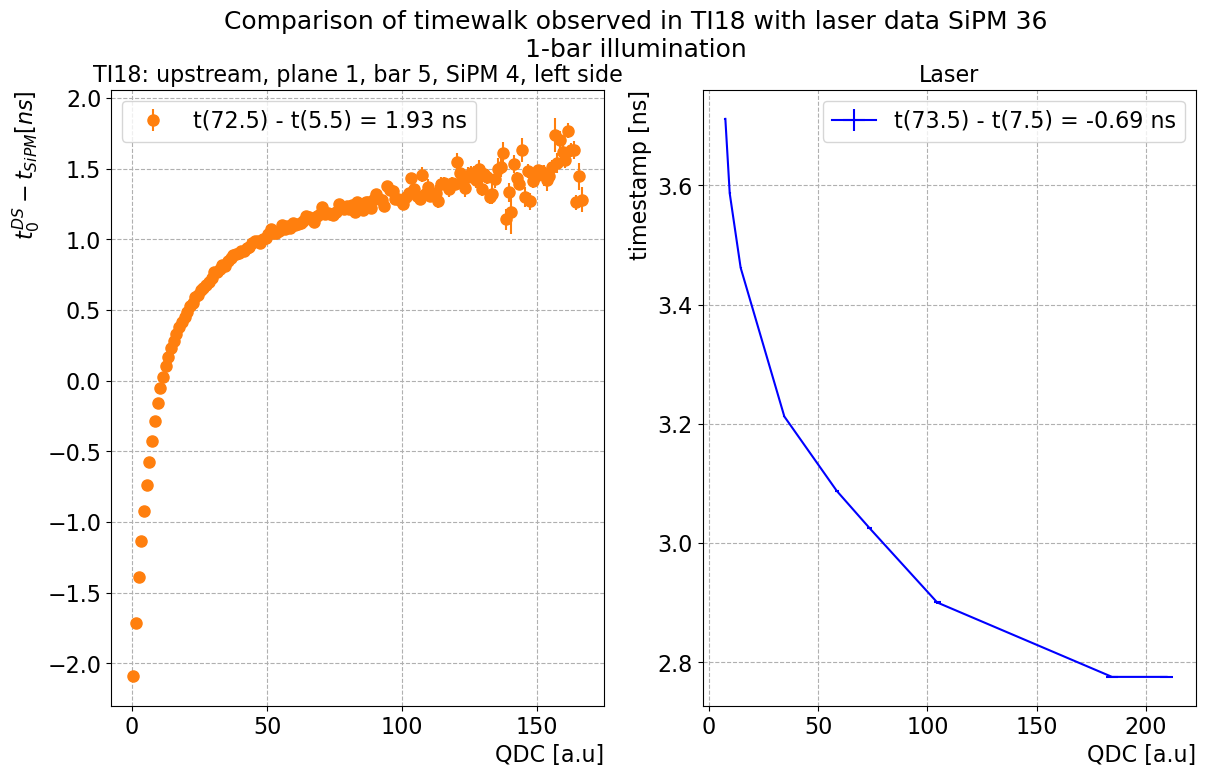 Comparison of timewalk observed in TI18 with laser data SiPM 36
1-bar illumination
TI18: upstream, plane 1, bar 5, SiPM 4, left side
t(72.5) - t(5.5) = 1.93 ns
t₀ᴰˢ − t_SiPM[ns]
2.0
1.5
1.0
0.5
0.0
−0.5
−1.0
−1.5
−2.0
0 50 100 150
QDC [a.u]
Laser
t(73.5) - t(7.5) = -0.69 ns
timestamp [ns]
3.6
3.4
3.2
3.0
2.8
0 50 100 150 200
QDC [a.u]